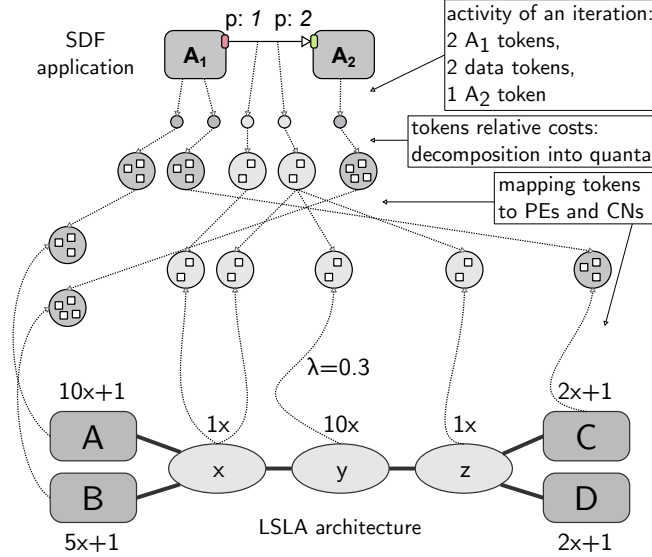 SDF
application
p: 1 p: 2
A1
A2
activity of an iteration:
2 A1 tokens,
2 data tokens,
1 A2 token
tokens relative costs:
decomposition into quanta
mapping tokens
to PEs and CNs
λ=0.3
10x+1
1x
10x
1x
2x+1
A
x
y
z
C
B
D
5x+1
LSLA architecture
2x+1